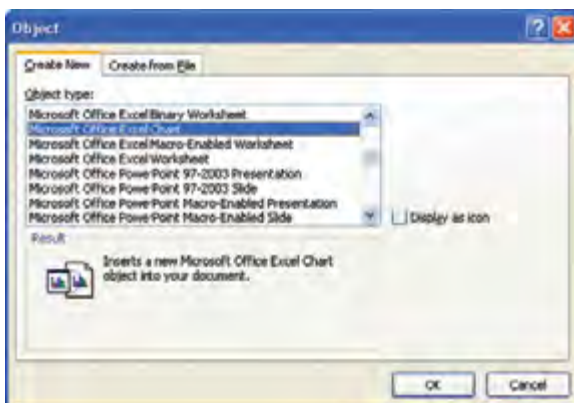 Object
Create New
Create from File
Object type:
Microsoft Office Excel Binary Worksheet
Microsoft Office Excel Chart
Microsoft Office Excel Macro-Enabled Worksheet
Microsoft Office Excel Worksheet
Microsoft Office PowerPoint 97-2003 Presentation
Microsoft Office PowerPoint 97-2003 Slide
Microsoft Office PowerPoint Macro-Enabled Presentation
Microsoft Office PowerPoint Macro-Enabled Slide
Display as icon
Result
Inserts a new Microsoft Office Excel Chart
object into your document.
OK
Cancel